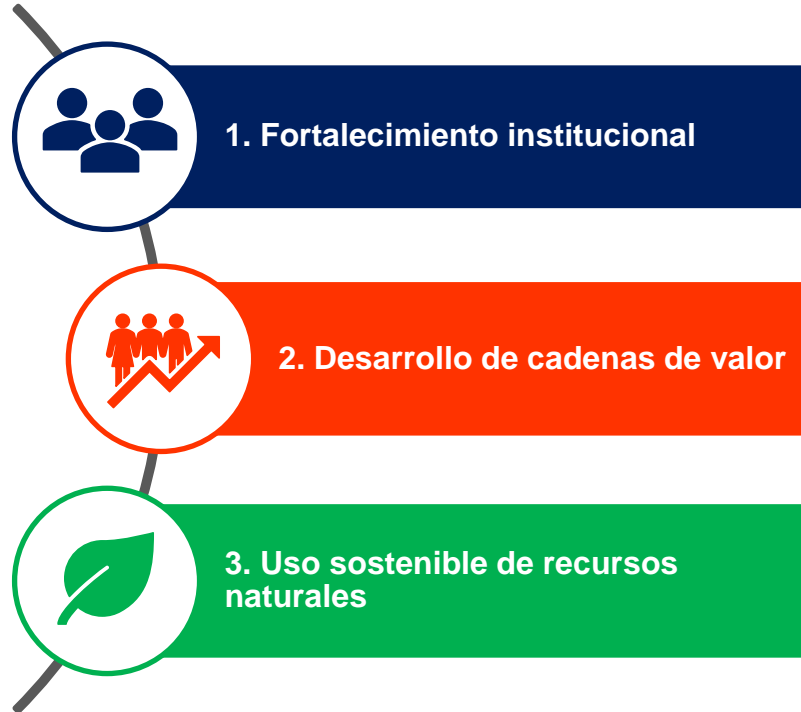 1. Fortalecimiento institucional
2. Desarrollo de cadenas de valor
3. Uso sostenible de recursos
naturales